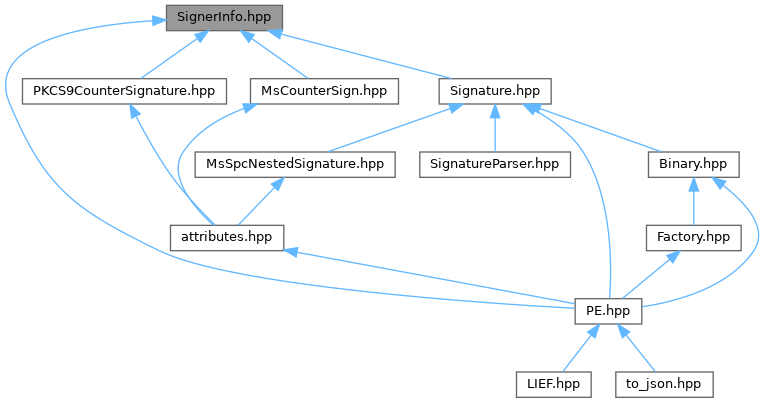 SignerInfo.hpp
PKCS9CounterSignature.hpp
MsCounterSign.hpp
Signature.hpp
MsSpcNestedSignature.hpp
SignatureParser.hpp
Binary.hpp
attributes.hpp
Factory.hpp
PE.hpp
LIEF.hpp
to_json.hpp